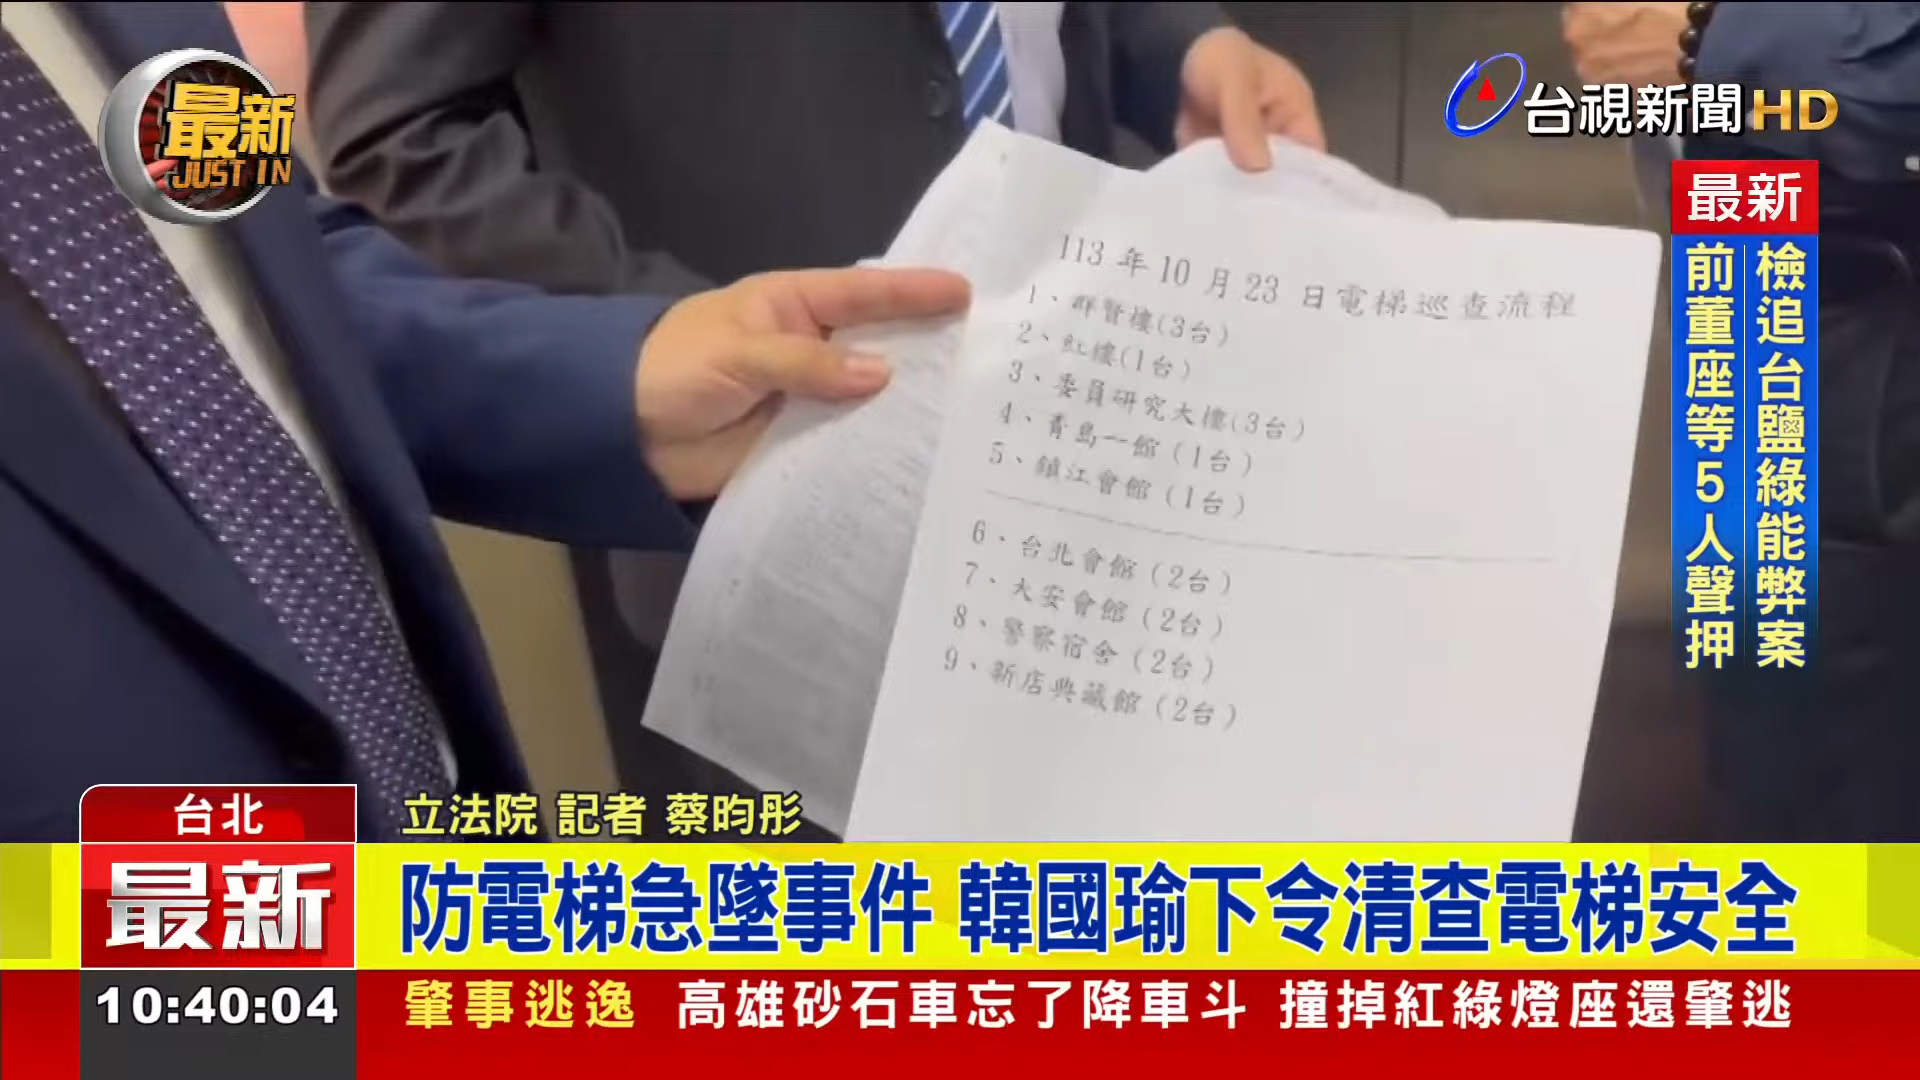 最新
JUST IN
台視新聞HD
最新
檢追台鹽綠能弊案
前董座等5人聲押
113年10月23日電梯巡查流程
1、群賢樓(3台)
2、紅樓(1台)
3、委員研究大樓(3台)
4、青島一館(1台)
5、鎮江會館(1台)
6、台北會館(2台)
7、大安會館(2台)
8、警察宿舍(2台)
9、新店典藏館(2台)
台北
立法院 記者 蔡昀彤
最新
防電梯急墜事件 韓國瑜下令清查電梯安全
10:40:04
肇事逃逸 高雄砂石車忘了降車斗 撞掉紅綠燈座還肇逃